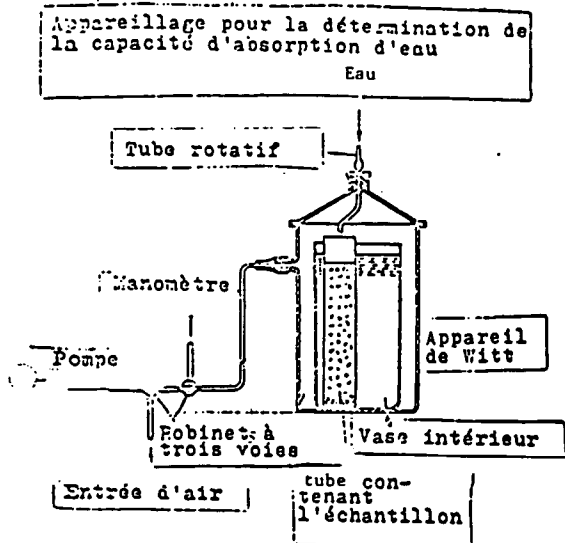 Appareillage pour la détermination de
la capacité d'absorption d'eau
Eau
Tube rotatif
Manomètre
Pompe
Appareil
de Witt
Robinet à
trois voies
Vase intérieur
Entrée d'air
tube con-
tenant
l'échantillon